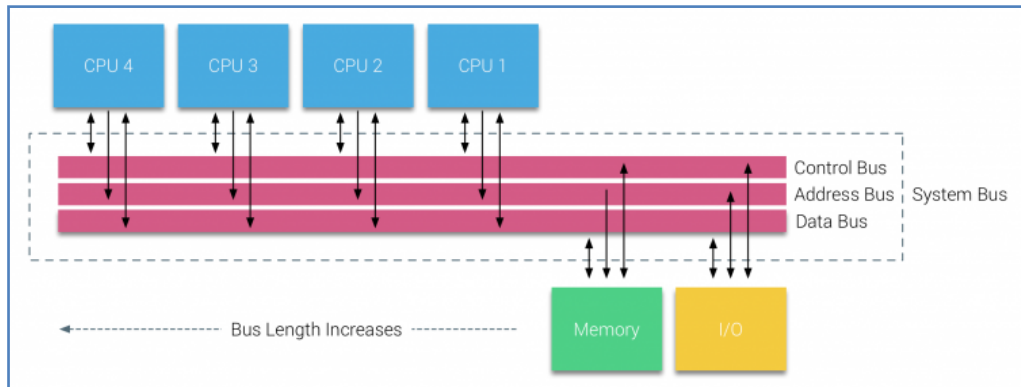 CPU 4
CPU 3
CPU 2
CPU 1
Control Bus
Address Bus
System Bus
Data Bus
Bus Length Increases
Memory
I/O